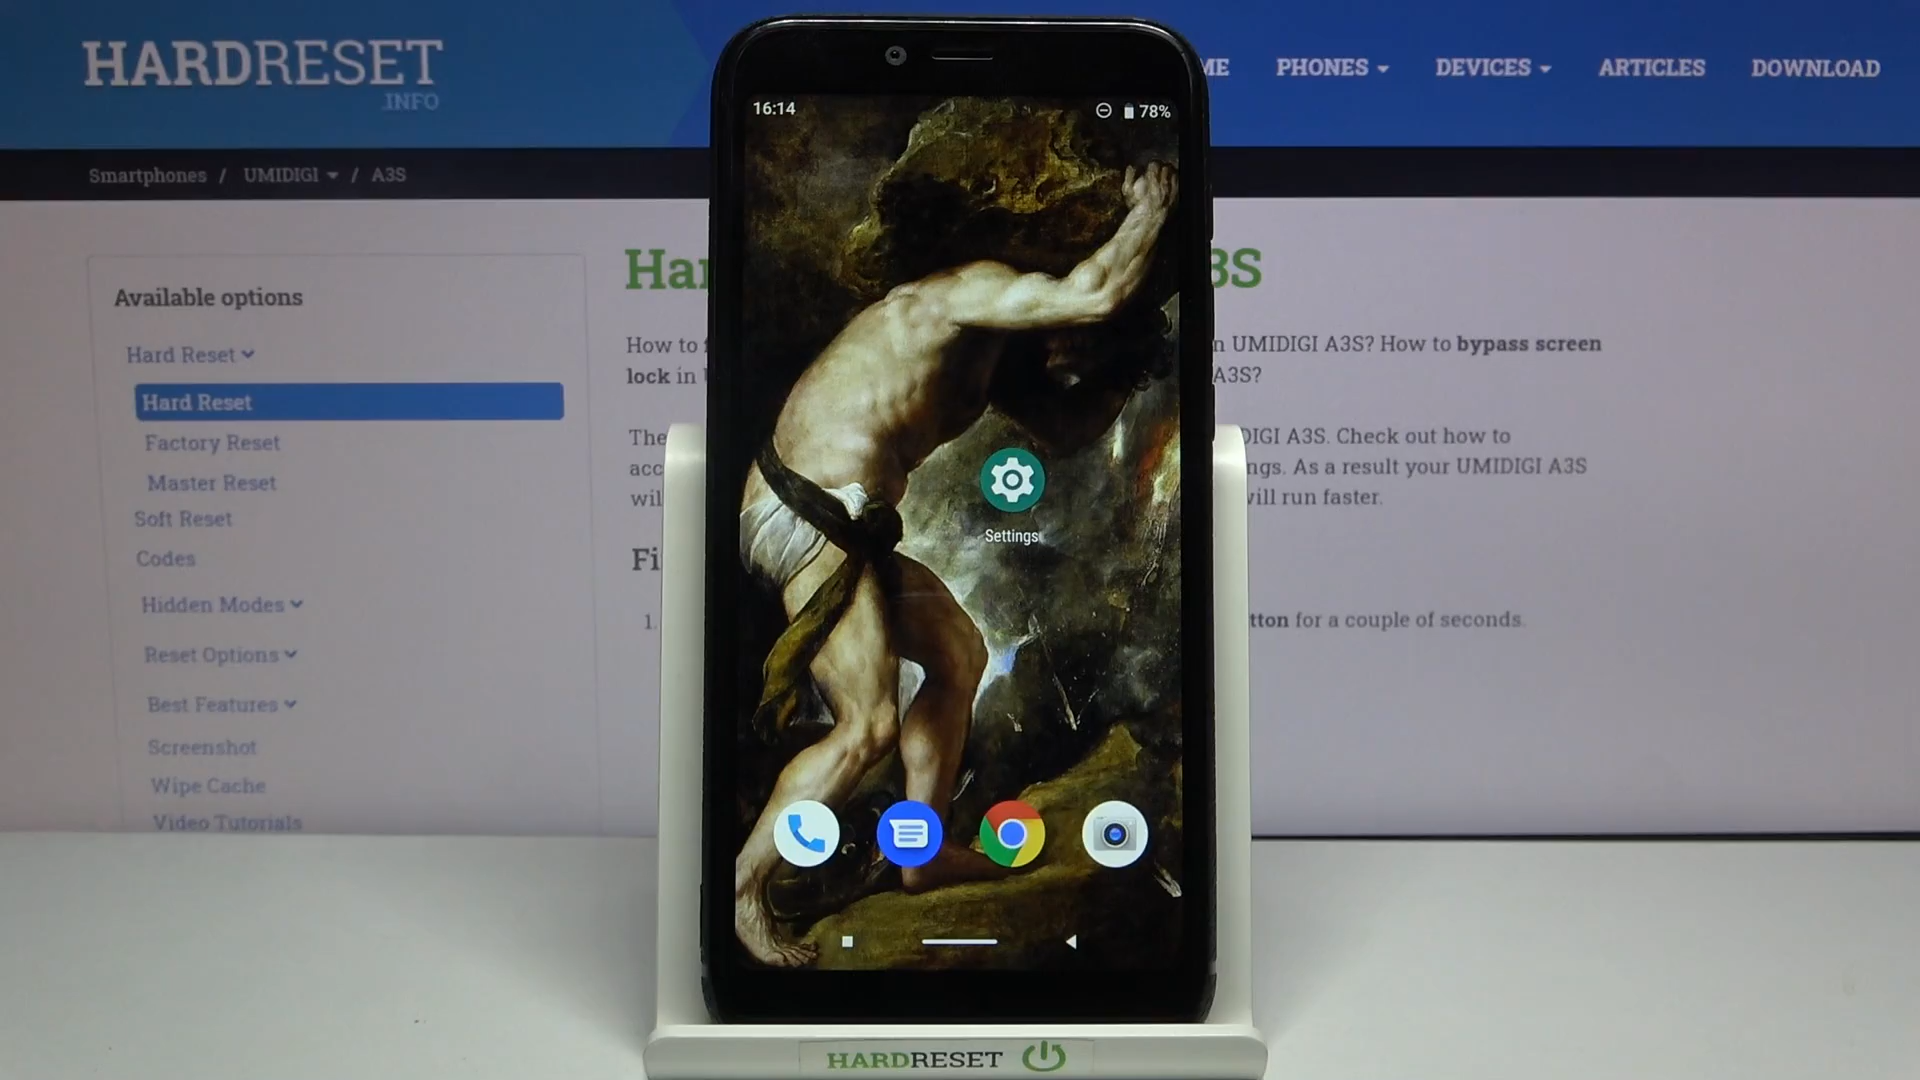 HARDRESET
.INFO
ME PHONES DEVICES ARTICLES DOWNLOAD
Smartphones / UMIDIGI / A3S
16:14
78%
Available options
Hard Reset
Hard Reset
Factory Reset
Master Reset
Soft Reset
Codes
Hidden Modes
Reset Options
Best Features
Screenshot
Wipe Cache
Video Tutorials
Har A3S
How to n UMIDIGI A3S? How to bypass screen
lock in A3S?
The DIGI A3S. Check out how to
acc ngs. As a result your UMIDIGI A3S
wil will run faster.
Fi
1. tton for a couple of seconds.
Settings
HARDRESET